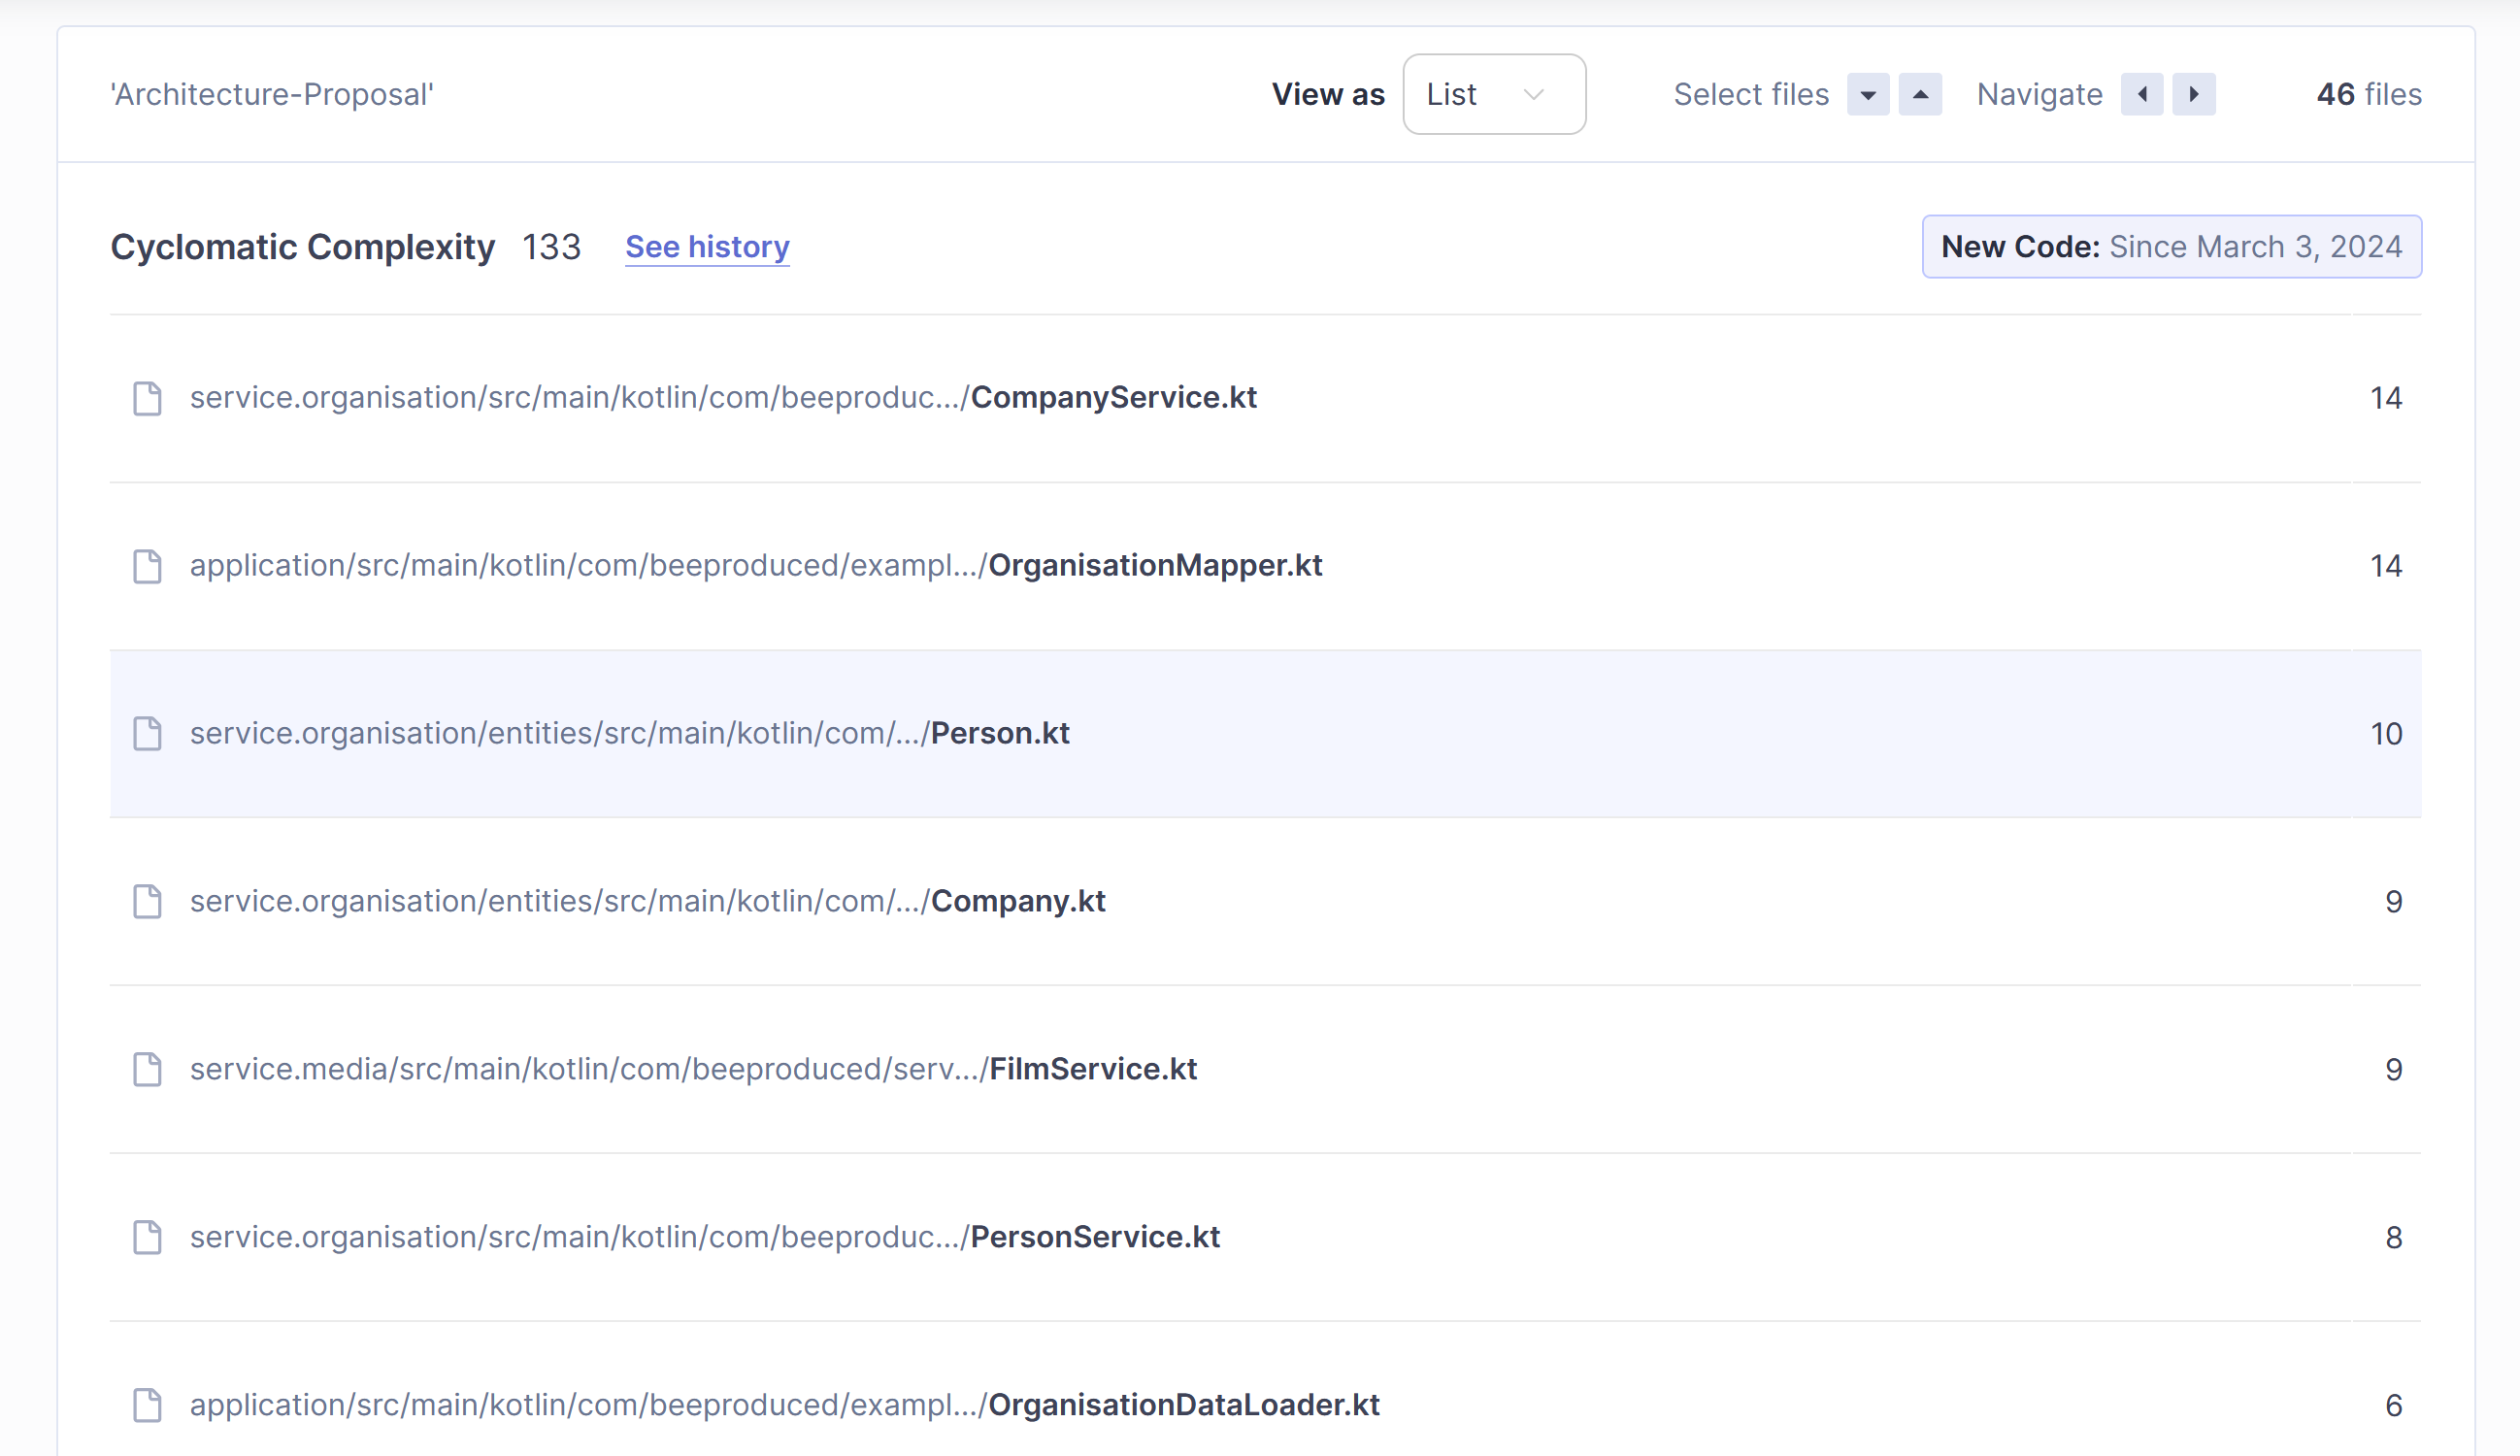 'Architecture-Proposal' View as List Select files Navigate 46 files
Cyclomatic Complexity 133 See history New Code: Since March 3, 2024
service.organisation/src/main/kotlin/com/beeproduc.../CompanyService.kt 14
application/src/main/kotlin/com/beeproduced/exampl.../OrganisationMapper.kt 14
service.organisation/entities/src/main/kotlin/com/.../Person.kt 10
service.organisation/entities/src/main/kotlin/com/.../Company.kt 9
service.media/src/main/kotlin/com/beeproduced/serv.../FilmService.kt 9
service.organisation/src/main/kotlin/com/beeproduc.../PersonService.kt 8
application/src/main/kotlin/com/beeproduced/exampl.../OrganisationDataLoader.kt 6